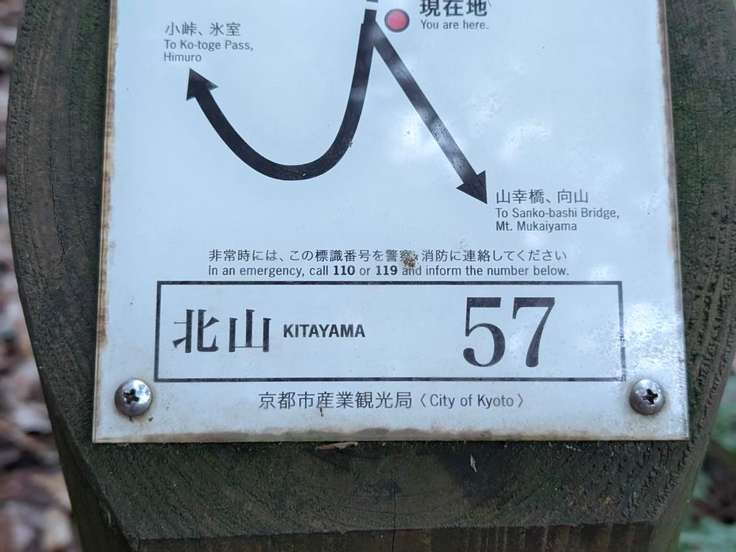 現在地
You are here.
小峠、氷室
To Ko-toge Pass,
Himuro
山幸橋、向山
To Sanko-bashi Bridge,
Mt. Mukaiyama
非常時には、この標識番号を警察、消防に連絡してください
In an emergency, call 110 or 119 and inform the number below.
北山 KITAYAMA 57
京都市産業観光局〈City of Kyoto〉